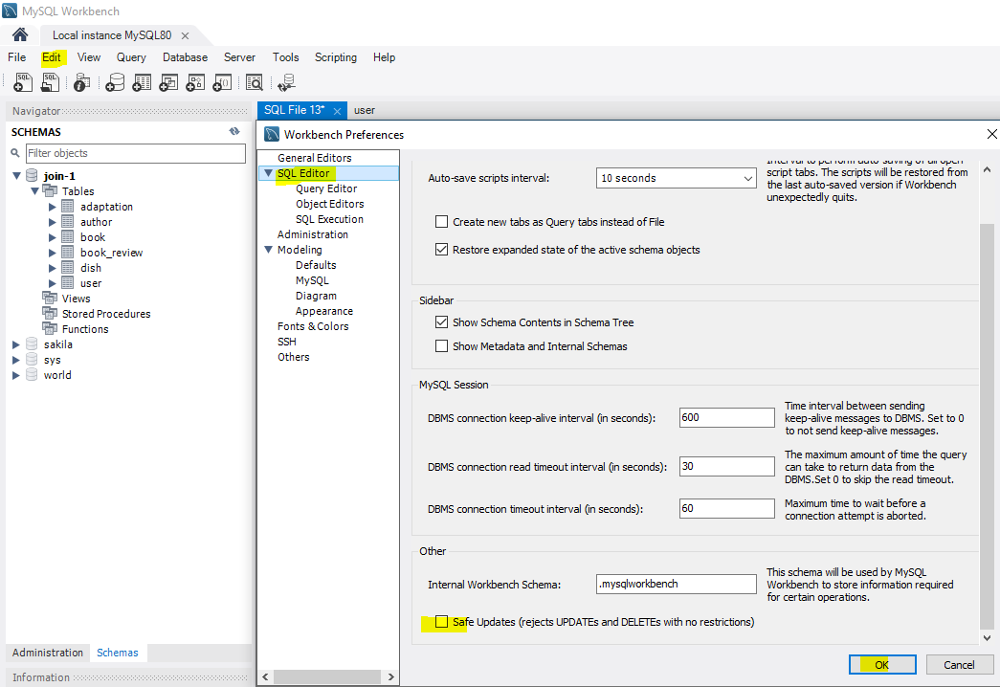 MySQL Workbench
Local instance MySQL80
File Edit View Query Database Server Tools Scripting Help
Navigator
SCHEMAS
Filter objects
join-1
Tables
adaptation
author
book
book_review
dish
user
Views
Stored Procedures
Functions
sakila
sys
world
Administration Schemas
Information
SQL File 13* user
Workbench Preferences
General Editors
SQL Editor
Query Editor
Object Editors
SQL Execution
Administration
Modeling
Defaults
MySQL
Diagram
Appearance
Fonts & Colors
SSH
Others
Auto-save scripts interval:
10 seconds
Interval to perform auto-saving of all open
script tabs. The scripts will be restored from
the last auto-saved version if Workbench
unexpectedly quits.
Create new tabs as Query tabs instead of File
Restore expanded state of the active schema objects
Sidebar
Show Schema Contents in Schema Tree
Show Metadata and Internal Schemas
MySQL Session
DBMS connection keep-alive interval (in seconds):
600
Time interval between sending
keep-alive messages to DBMS. Set to 0
to not send keep-alive messages.
DBMS connection read timeout interval (in seconds):
30
The maximum amount of time the query
can take to return data from the
DBMS.Set 0 to skip the read timeout.
DBMS connection timeout interval (in seconds):
60
Maximum time to wait before a
connection attempt is aborted.
Other
Internal Workbench Schema:
.mysqlworkbench
This schema will be used by MySQL
Workbench to store information required
for certain operations.
Safe Updates (rejects UPDATEs and DELETEs with no restrictions)
OK Cancel